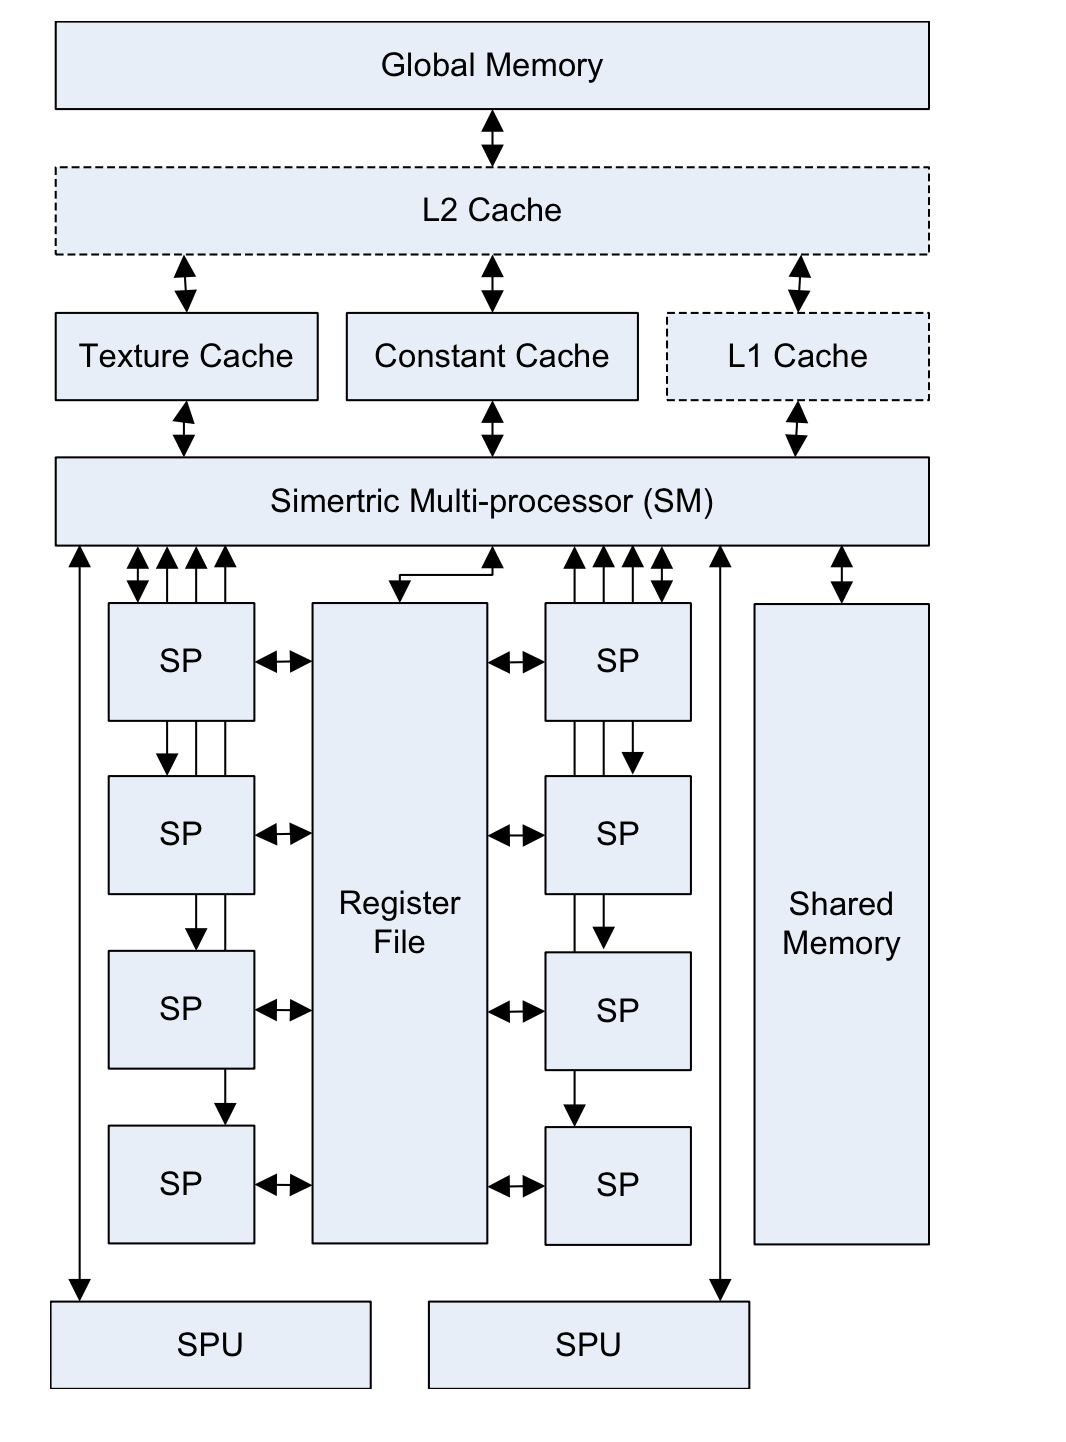 Global Memory
L2 Cache
Texture Cache
Constant Cache
L1 Cache
Simertric Multi-processor (SM)
SP
SP
SP
SP
SP
SP
SP
SP
Register
File
Shared
Memory
SPU
SPU